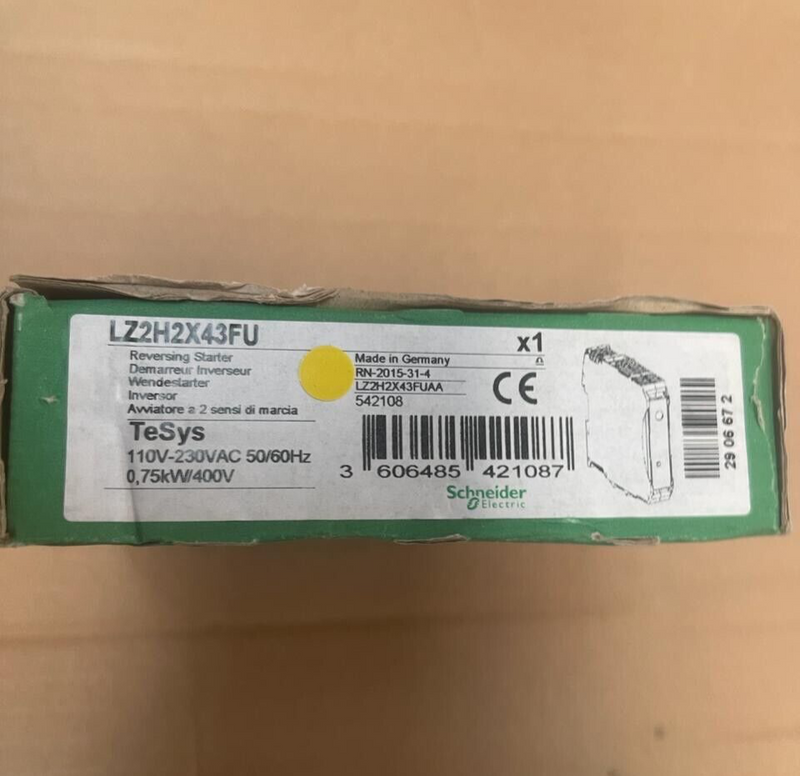 LZ2H2X43FU
Reversing Starter
Demarreur Inverseur
Wendestarter
Inversor
Avviatore a 2 sensi di marcia
TeSys
110V-230VAC 50/60Hz
0,75kW/400V
x1
Made in Germany
RN-2015-31-4
LZ2H2X43FUAA
542108
CE
3 606485 421087
Schneider
Electric
29 06 67 2